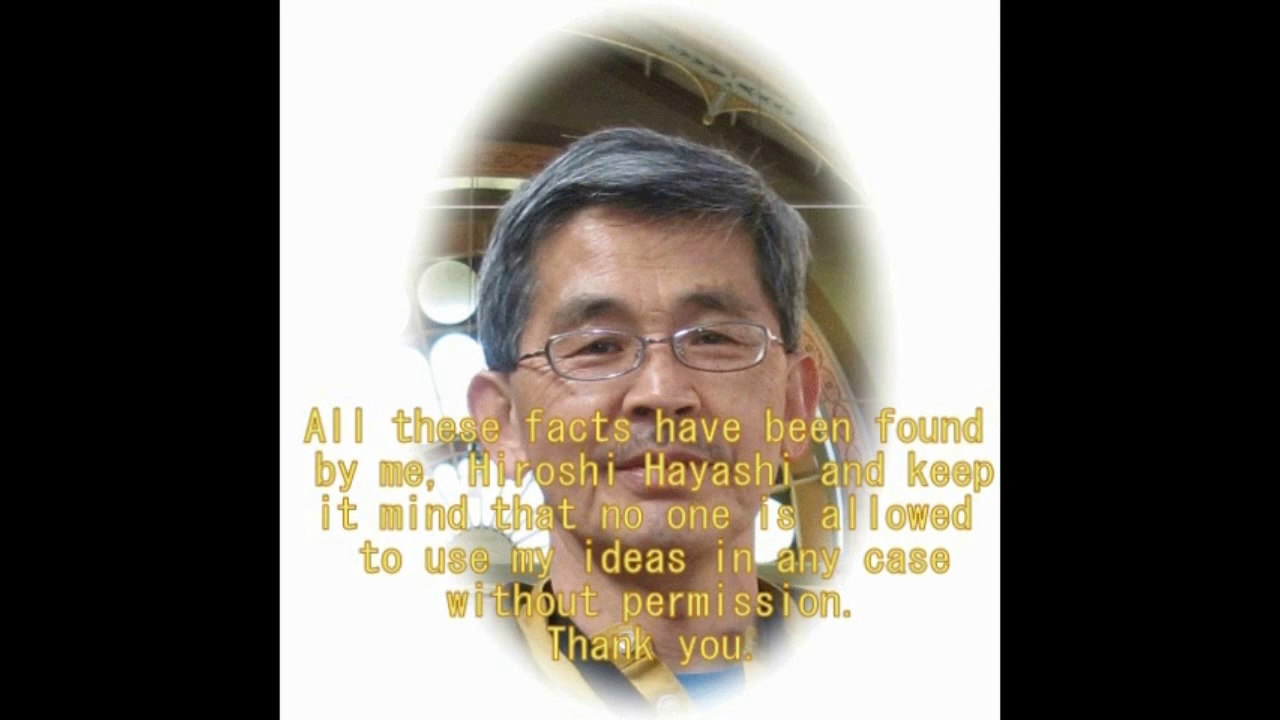 All these facts have been found
by me, Hiroshi Hayashi and keep
it mind that no one is allowed
to use my ideas in any case
without permission.
Thank you.